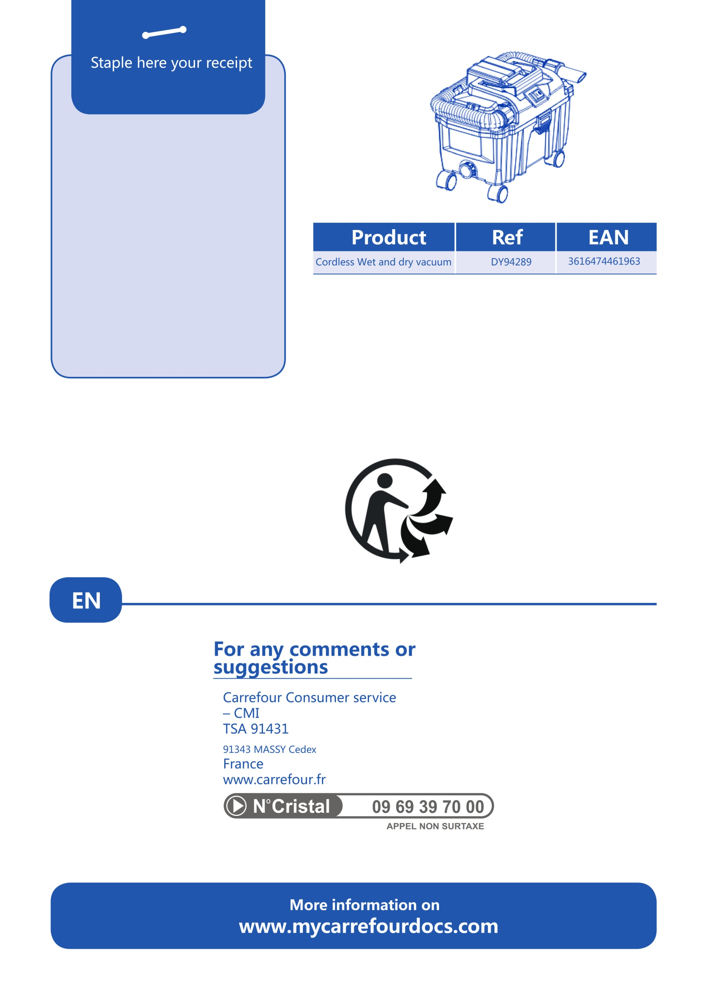 Staple here your receipt
Product Ref EAN
Cordless Wet and dry vacuum DY94289 3616474461963
EN
For any comments or
suggestions
Carrefour Consumer service
– CMI
TSA 91431
91343 MASSY Cedex
France
www.carrefour.fr
N°Cristal 09 69 39 70 00
APPEL NON SURTAXE
More information on
www.mycarrefourdocs.com